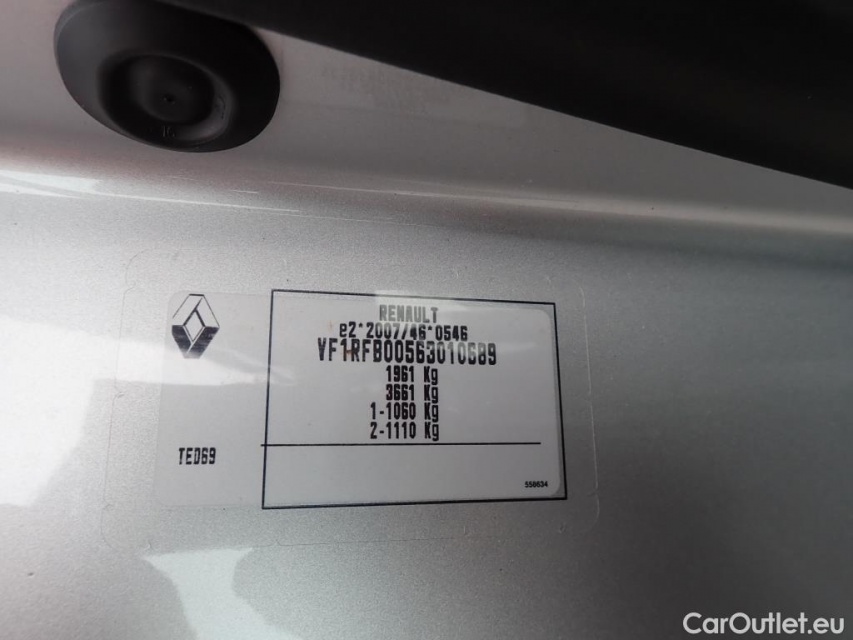 RENAULT
e2*2007/46*0546
VF1RFB00563010689
1961 Kg
3661 Kg
1-1060 Kg
2-1110 Kg
TED69
558634
CarOutlet.eu